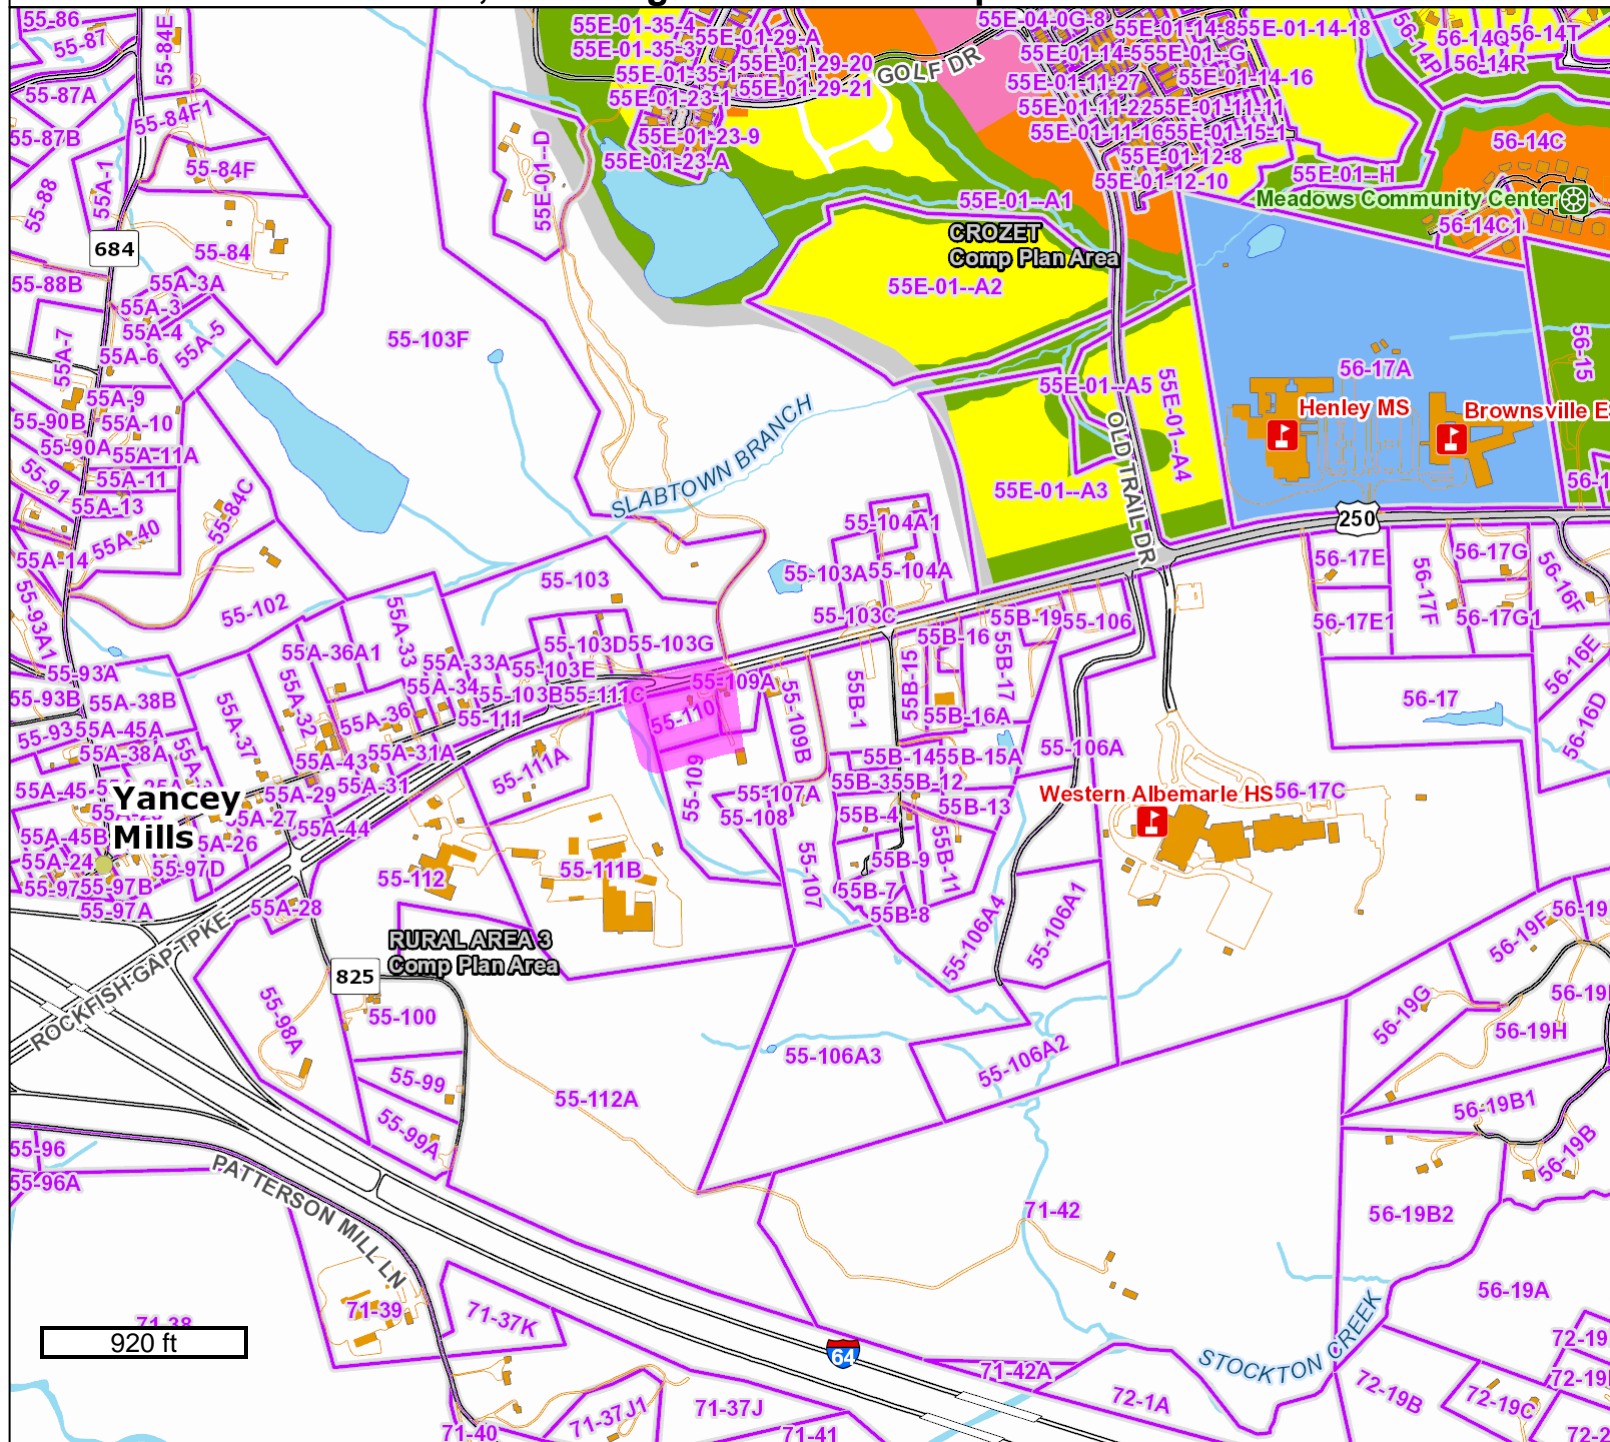 55-86
55-87
55-84E
55-87A
55-84F1
55-87B
55A-1
55-84F
55-88
684
55-84
55-88B
55A-3A
55A-3
55A-4
55A-5
55A-7
55A-6
55A-9
55-90B
55A-10
55-90A
55A-11A
55-91
55A-11
55A-13
55-84C
55A-40
55A-14
55-93A1
55-102
55-103F
55E-01--D
55E-01-35-4
55E-01-29-A
55E-01-35-3
55E-01-29-20
55E-01-35-1
55E-01-29-21
55E-01-23-1
55E-01-23-9
55E-01-23-A
GOLF DR
55E-04-0G-8
55E-01-14-8
55E-01-14-18
55E-01-14-5
55E-01--G
55E-01-11-27
55E-01-14-16
55E-01-11-22
55E-01-11-11
55E-01-11-16
55E-01-15-1
55E-01-12-8
55E-01-12-10
55E-01--H
56-14P
56-14Q
56-14T
56-14R
56-14C
Meadows Community Center
56-14C1
55E-01--A1
CROZET
Comp Plan Area
55E-01--A2
55E-01--A5
55E-01--A4
55E-01--A3
OLD TRAIL DR
56-17A
56-15
Henley MS
Brownsville E
56-1
250
SLABTOWN BRANCH
55-104A1
55-103A
55-104A
55-103
55-103C
55-103D
55-103G
55-103E
55-103B
55-111C
55-109A
55-110
55-109
55-109B
55B-1
55B-15
55B-16
55B-19
55-106
55B-17
55B-16A
55B-14
55B-15A
55B-3
55B-12
55B-4
55B-13
55B-9
55B-11
55B-7
55B-8
55-107A
55-108
55-107
55-106A
55-106A4
55-106A1
56-17E
56-17F
56-17G
56-16F
56-17E1
56-17G1
56-16E
56-17
56-16D
Western Albemarle HS
56-17C
55-93A
55-93B
55A-38B
55-93
55A-45A
55A-38A
55A-45
55A-36A1
55A-33
55A-33A
55A-32
55A-34
55A-36
55-111
55A-37
55A-43
55A-31A
55A-31
55A-29
55A-27
55A-44
5A-26
Yancey
Mills
55A-45B
55A-24
55-97D
55-97
55-97B
55-97A
55A-28
55-111A
55-112
55-111B
RURAL AREA 3
Comp Plan Area
ROCKFISH GAP TPKE
825
55-98A
55-100
55-99
55-99A
55-112A
55-106A3
55-106A2
56-19F
56-19
56-19G
56-19H
56-19B1
56-19B
56-19B2
56-19A
55-96
55-96A
PATTERSON MILL LN
71-42
71-39
71-37K
71-38
920 ft
64
STOCKTON CREEK
71-42A
72-1A
72-19
72-19B
72-19C
72-2
71-37J1
71-37J
71-40
71-41